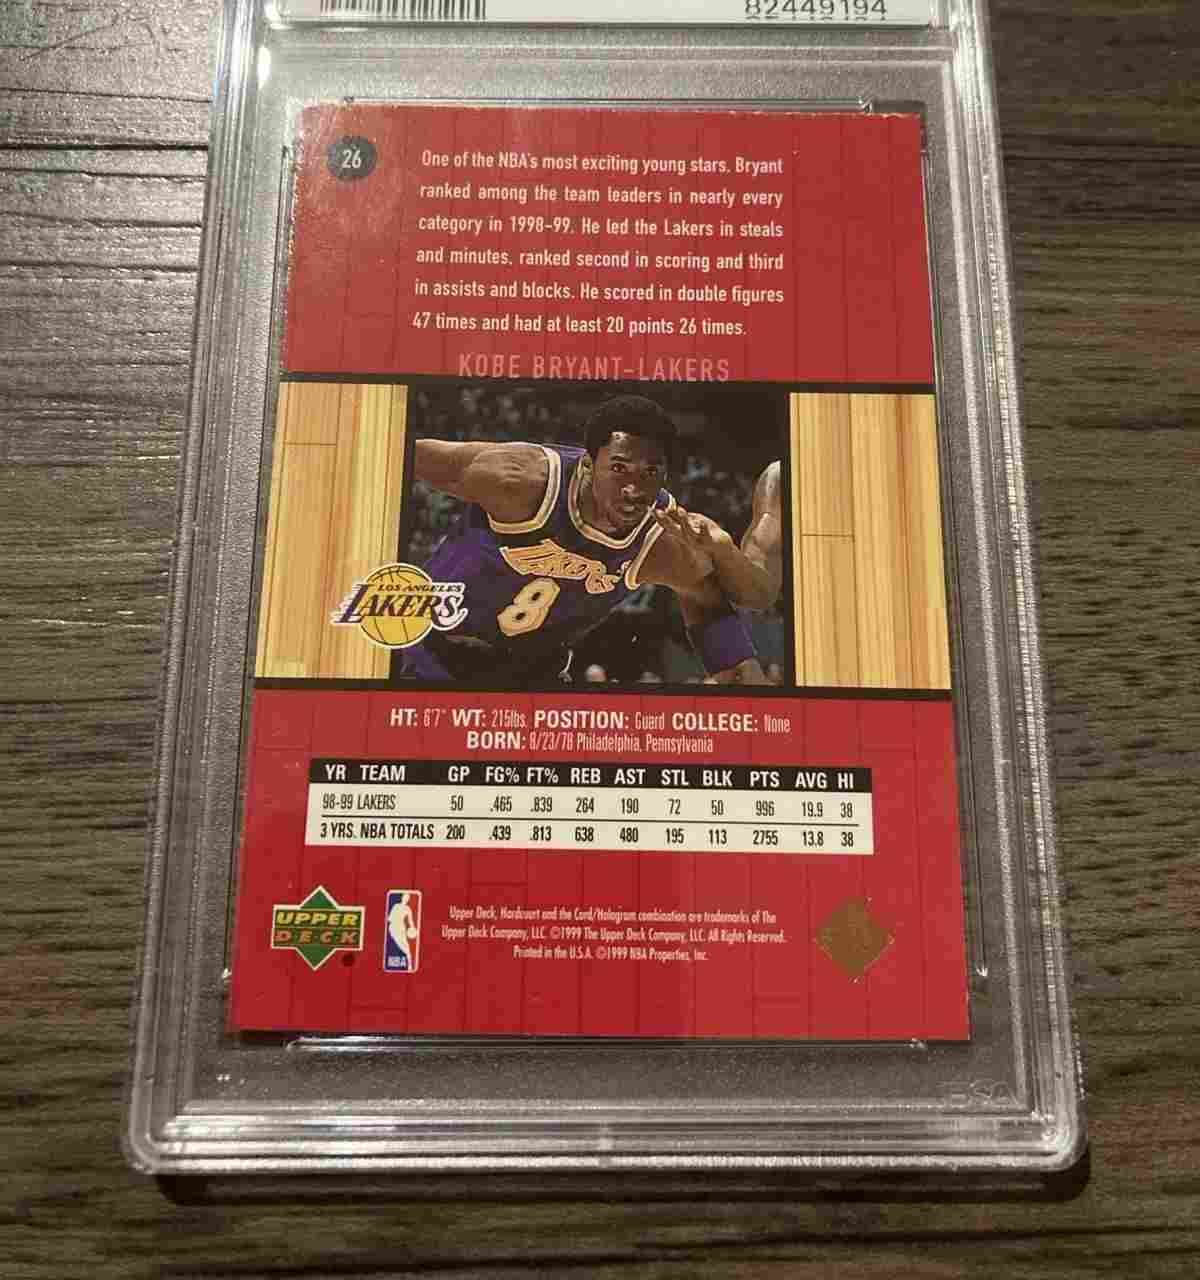 82449194
26
One of the NBA's most exciting young stars, Bryant
ranked among the team leaders in nearly every
category in 1998-99. He led the Lakers in steals
and minutes, ranked second in scoring and third
in assists and blocks. He scored in double figures
47 times and had at least 20 points 26 times.
KOBE BRYANT-LAKERS
LAKERS
8
LOS ANGELES
LAKERS
HT: 6'7" WT: 215lbs. POSITION: Guard COLLEGE: None
BORN: 8/23/78 Philadelphia, Pennsylvania
YR TEAM GP FG% FT% REB AST STL BLK PTS AVG HI
98-99 LAKERS 50 .465 .839 264 190 72 50 996 19.9 38
3 YRS. NBA TOTALS 200 .439 .813 638 480 195 113 2755 13.8 38
UPPER
DECK
NBA
Upper Deck, Hardcourt and the Card/Hologram combination are trademarks of The
Upper Deck Company, LLC. ©1999 The Upper Deck Company, LLC. All Rights Reserved.
Printed in the U.S.A. ©1999 NBA Properties, Inc.
PSA